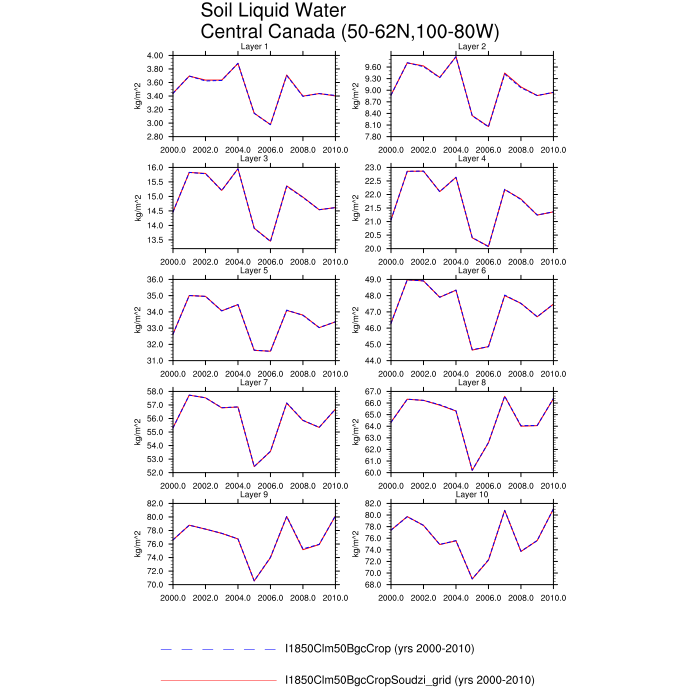 Soil Liquid Water
Central Canada (50-62N,100-80W)
Layer 1
4.00
3.80
3.60
3.40
3.20
3.00
2.80
kg/m^2
2000.0 2002.0 2004.0 2006.0 2008.0 2010.0
Layer 2
9.60
9.30
9.00
8.70
8.40
8.10
7.80
kg/m^2
2000.0 2002.0 2004.0 2006.0 2008.0 2010.0
Layer 3
16.0
15.5
15.0
14.5
14.0
13.5
kg/m^2
2000.0 2002.0 2004.0 2006.0 2008.0 2010.0
Layer 4
23.0
22.5
22.0
21.5
21.0
20.5
20.0
kg/m^2
2000.0 2002.0 2004.0 2006.0 2008.0 2010.0
Layer 5
36.0
35.0
34.0
33.0
32.0
31.0
kg/m^2
2000.0 2002.0 2004.0 2006.0 2008.0 2010.0
Layer 6
49.0
48.0
47.0
46.0
45.0
44.0
kg/m^2
2000.0 2002.0 2004.0 2006.0 2008.0 2010.0
Layer 7
58.0
57.0
56.0
55.0
54.0
53.0
52.0
kg/m^2
2000.0 2002.0 2004.0 2006.0 2008.0 2010.0
Layer 8
67.0
66.0
65.0
64.0
63.0
62.0
61.0
60.0
kg/m^2
2000.0 2002.0 2004.0 2006.0 2008.0 2010.0
Layer 9
82.0
80.0
78.0
76.0
74.0
72.0
70.0
kg/m^2
2000.0 2002.0 2004.0 2006.0 2008.0 2010.0
Layer 10
82.0
80.0
78.0
76.0
74.0
72.0
70.0
68.0
kg/m^2
2000.0 2002.0 2004.0 2006.0 2008.0 2010.0
I1850Clm50BgcCrop (yrs 2000-2010)
I1850Clm50BgcCropSoudzi_grid (yrs 2000-2010)